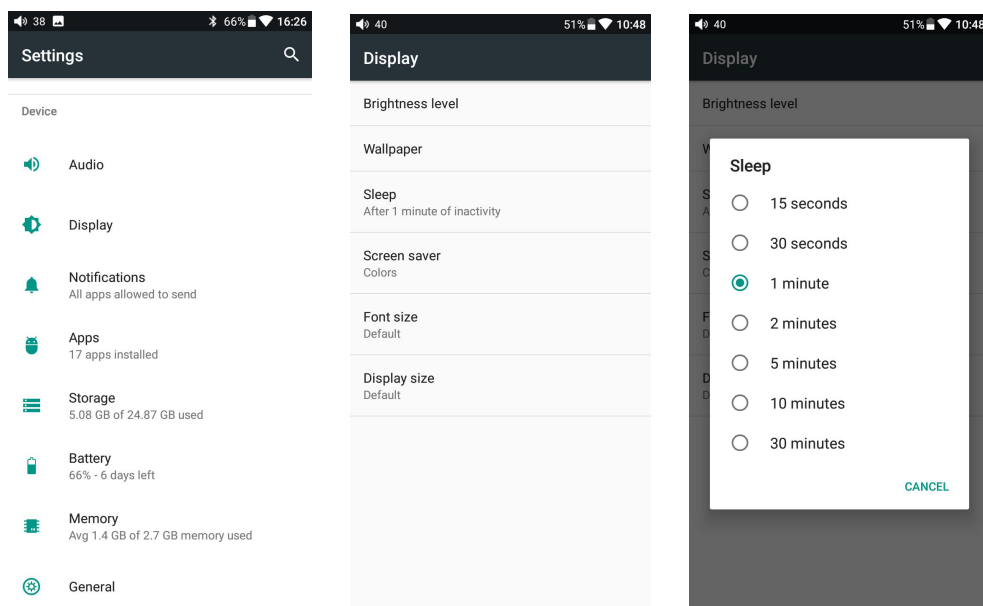 38 66% 16:26
Settings
Device
Audio
Display
Notifications
All apps allowed to send
Apps
17 apps installed
Storage
5.08 GB of 24.87 GB used
Battery
66% - 6 days left
Memory
Avg 1.4 GB of 2.7 GB memory used
General
40 51% 10:48
Display
Brightness level
Wallpaper
Sleep
After 1 minute of inactivity
Screen saver
Colors
Font size
Default
Display size
Default
40 51% 10:48
Display
Brightness level
Sleep
15 seconds
30 seconds
1 minute
2 minutes
5 minutes
10 minutes
30 minutes
CANCEL